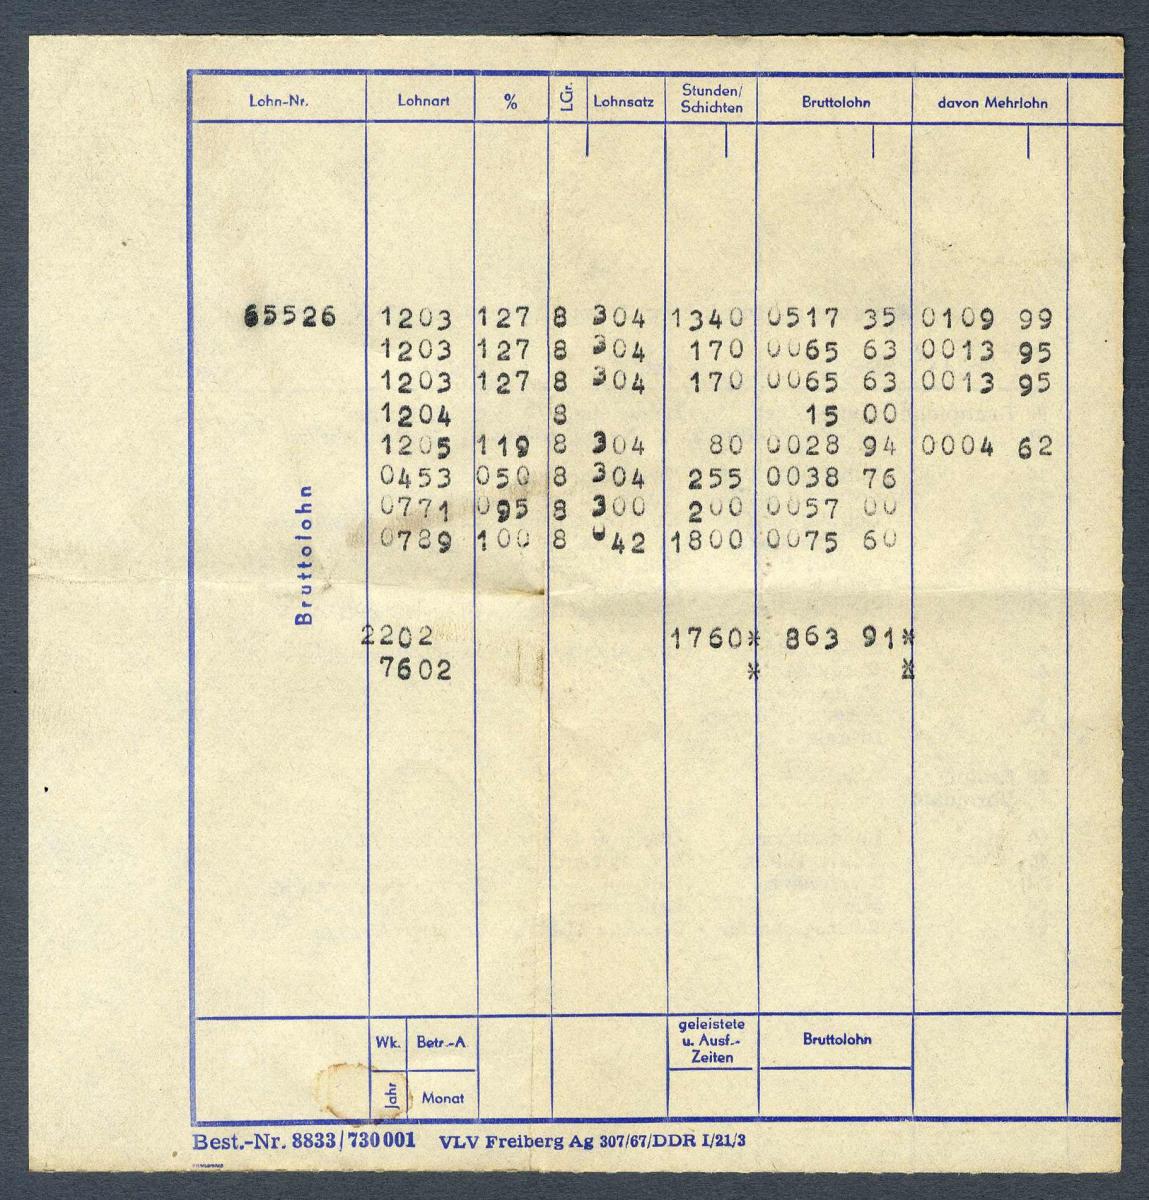 Lohn-Nr. Lohnart % LGr. Lohnsatz Stunden/ Schichten Bruttolohn davon Mehrlohn
65526 1203 127 8 304 1340 0517 35 0109 99
1203 127 8 304 170 0065 63 0013 95
1203 127 8 304 170 0065 63 0013 95
1204 8 15 00
1205 119 8 304 80 0028 94 0004 62
0453 050 8 304 255 0038 76
0771 095 8 300 200 0057 00
0789 100 8 042 1800 0075 60
Bruttolohn
2202 1760* 863 91*
7602 * *
Wk. Betr.-A. geleistete u. Ausf.- Zeiten Bruttolohn
Jahr Monat
Best.-Nr. 8833/730 001 VLV Freiberg Ag 307/67/DDR I/21/3